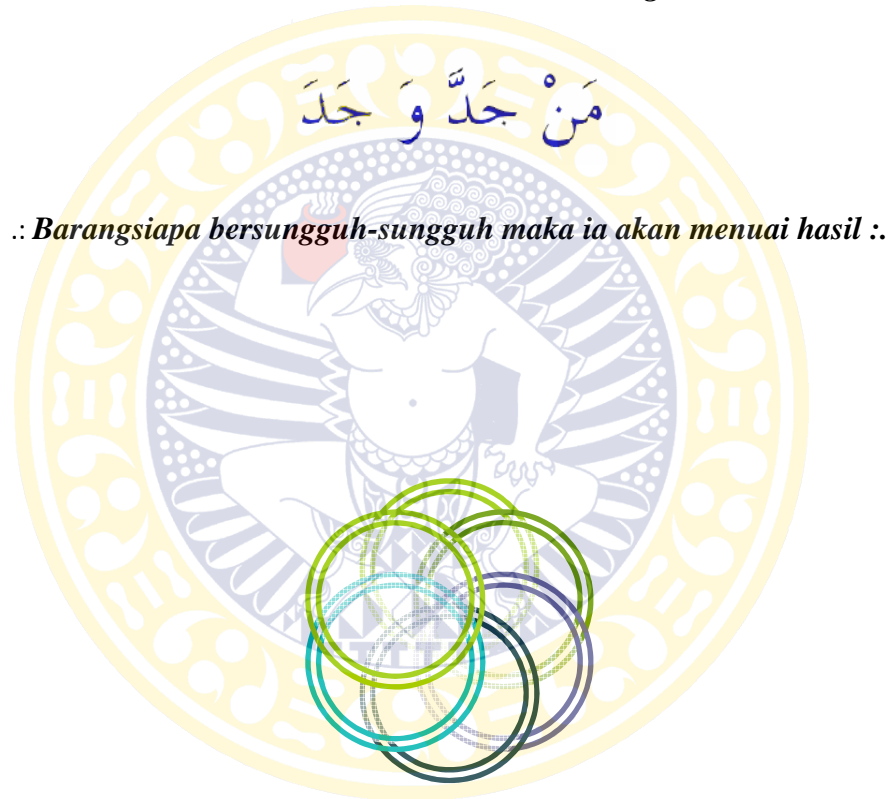 مَنْ جَدَّ وَ جَدَ
.: Barangsiapa bersungguh-sungguh maka ia akan menuai hasil :.